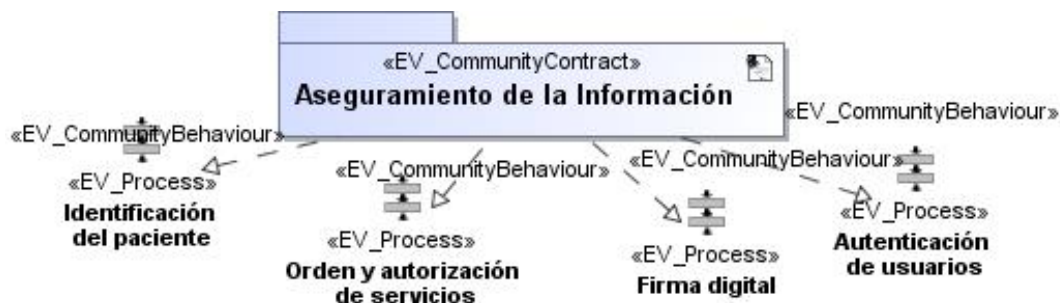 «EV_CommunityContract»
Aseguramiento de la Información
«EV_CommunityBehaviour»
«EV_CommunityBehaviour»
«EV_CommunityBehaviour»
«EV_CommunityBehaviour»
«EV_Process»
Identificación
del paciente
«EV_Process»
Orden y autorización
de servicios
«EV_Process»
Firma digital
«EV_Process»
Autenticación
de usuarios